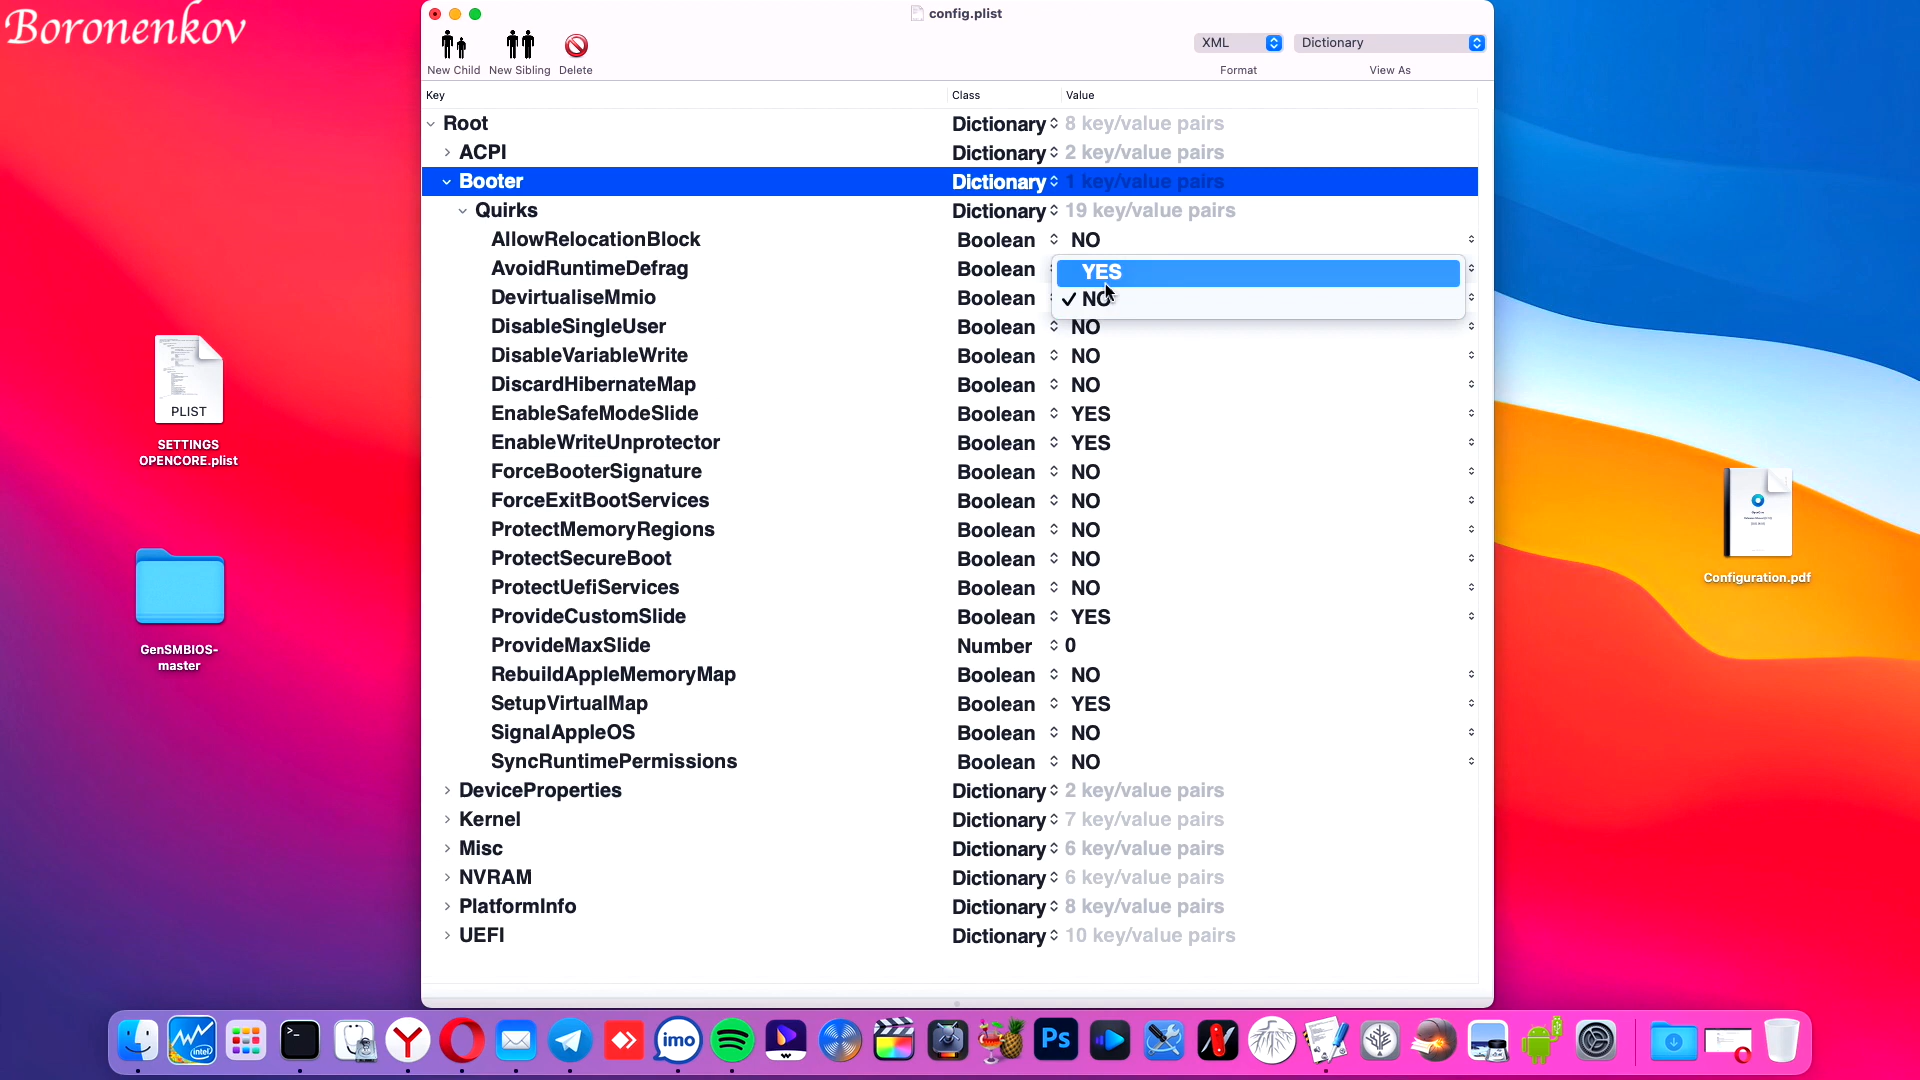 Boronenkov
config.plist
New Child New Sibling Delete
XML Dictionary
Format View As
Key Class Value
Root Dictionary 8 key/value pairs
ACPI Dictionary 2 key/value pairs
Booter Dictionary 1 key/value pairs
Quirks Dictionary 19 key/value pairs
AllowRelocationBlock Boolean NO
AvoidRuntimeDefrag Boolean YES
DevirtualiseMmio Boolean NO
DisableSingleUser Boolean NO
DisableVariableWrite Boolean NO
DiscardHibernateMap Boolean NO
EnableSafeModeSlide Boolean YES
EnableWriteUnprotector Boolean YES
ForceBooterSignature Boolean NO
ForceExitBootServices Boolean NO
ProtectMemoryRegions Boolean NO
ProtectSecureBoot Boolean NO
ProtectUefiServices Boolean NO
ProvideCustomSlide Boolean YES
ProvideMaxSlide Number 0
RebuildAppleMemoryMap Boolean NO
SetupVirtualMap Boolean YES
SignalAppleOS Boolean NO
SyncRuntimePermissions Boolean NO
DeviceProperties Dictionary 2 key/value pairs
Kernel Dictionary 7 key/value pairs
Misc Dictionary 6 key/value pairs
NVRAM Dictionary 6 key/value pairs
PlatformInfo Dictionary 8 key/value pairs
UEFI Dictionary 10 key/value pairs
PLIST
SETTINGS
OPENCORE.plist
GenSMBIOS-
master
Configuration.pdf
intel
imo
Ps